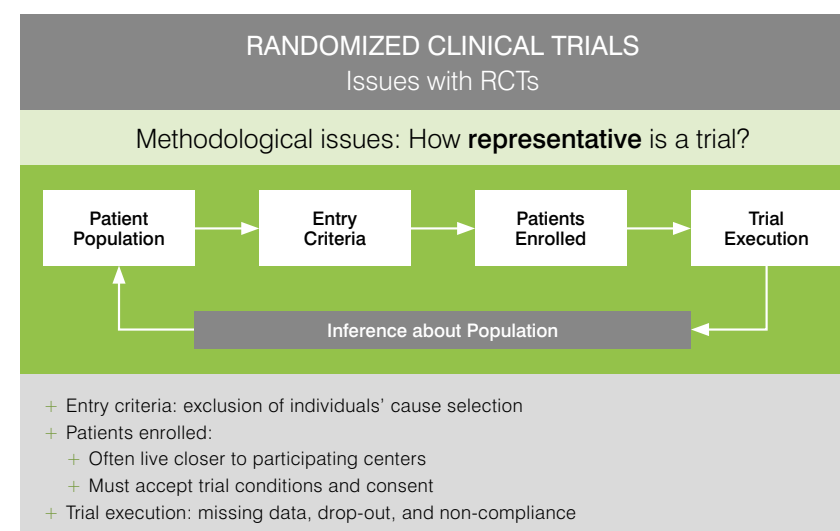 RANDOMIZED CLINICAL TRIALS
Issues with RCTs
Methodological issues: How representative is a trial?
Patient
Population
Entry
Criteria
Patients
Enrolled
Trial
Execution
Inference about Population
+ Entry criteria: exclusion of individuals' cause selection
+ Patients enrolled:
+ Often live closer to participating centers
+ Must accept trial conditions and consent
+ Trial execution: missing data, drop-out, and non-compliance